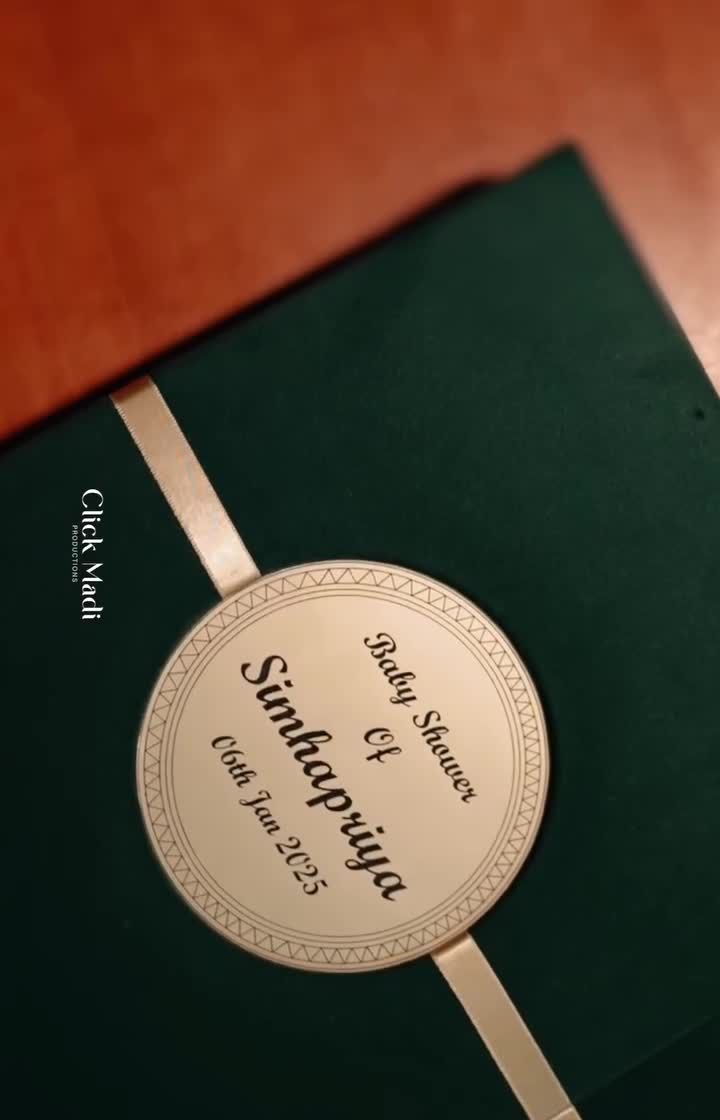 Baby Shower
Of
Simhapriya
06th Jan 2025
Click Madi
PRODUCTIONS